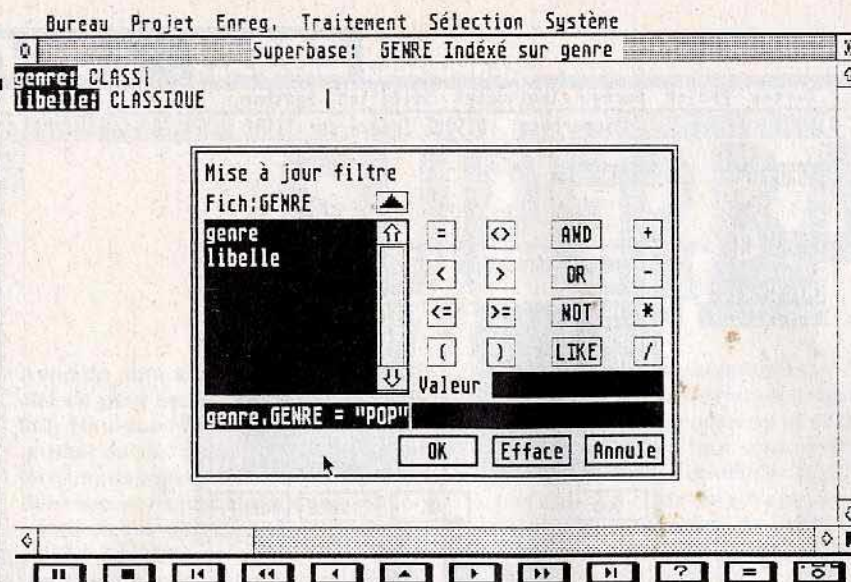 Bureau Projet Enreg. Traitement Sélection Système
Superbase: GENRE Indéxé sur genre
genre: CLASSI
libelle: CLASSIQUE
Mise à jour filtre
Fich:GENRE
genre
libelle
= <> AND +
< > OR -
<= >= NOT *
( ) LIKE /
Valeur
genre.GENRE = "POP"
OK Efface Annule
? =